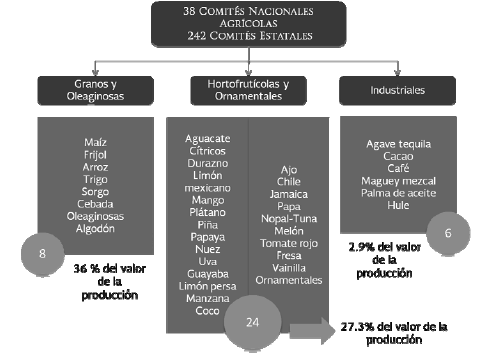 38 COMITÉS NACIONALES
AGRÍCOLAS
242 COMITÉS ESTATALES
Granos y
Oleaginosas
Maíz
Frijol
Arroz
Trigo
Sorgo
Cebada
Oleaginosas
Algodón
8
36 % del valor
de la
producción
Hortofrutícolas y
Ornamentales
Aguacate
Cítricos
Durazno
Limón
mexicano
Mango
Plátano
Piña
Papaya
Nuez
Uva
Guayaba
Limón persa
Manzana
Coco
Ajo
Chile
Jamaica
Papa
Nopal-Tuna
Melón
Tomate rojo
Fresa
Vainilla
Ornamentales
24
27.3% del valor de la
producción
Industriales
Agave tequila
Cacao
Café
Maguey mezcal
Palma de aceite
Hule
6
2.9% del valor
de la
producción